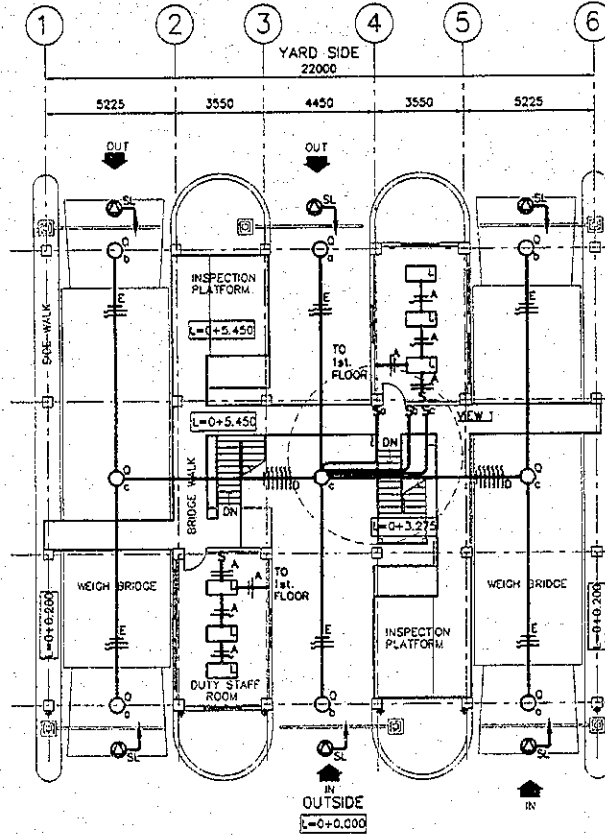 1 2 3 4 5 6
YARD SIDE
22000
5225 3550 4450 3550 5225
OUT OUT
SL SL SL
Q Q Q
b a b
INSPECTION
PLATFORM
E E E
L
A
L
A
L
A
A
S
L=0+5.450
TO
1st.
FLOOR
SIDE WALK
Sa Sb Sc
VIEW 1
L=0+5.450
DN
Q Q Q
c c c
D D
BRIDGE WALK
DN
L=0+3.275
S
A
A
TO
1st.
FLOOR
L
A
L
A
L
WEIGH BRIDGE
WEIGH BRIDGE
E E E
L=0+0.200
L=0+0.200
INSPECTION
PLATFORM
DUTY STAFF
ROOM
Q Q Q
SL SL SL
IN IN
OUTSIDE
L=0+0.000